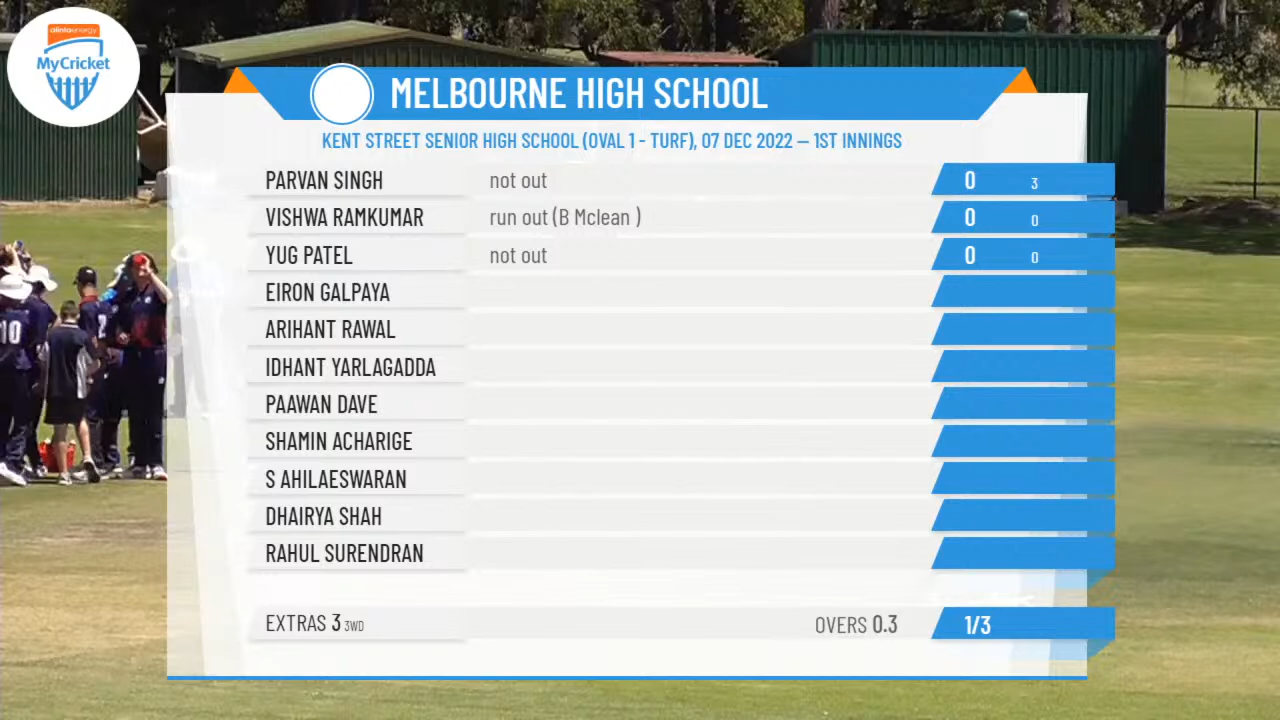 alintaenergy
MyCricket
MELBOURNE HIGH SCHOOL
KENT STREET SENIOR HIGH SCHOOL (OVAL 1 - TURF), 07 DEC 2022 – 1ST INNINGS
PARVAN SINGH not out 0 3
VISHWA RAMKUMAR run out (B Mclean ) 0 0
YUG PATEL not out 0 0
EIRON GALPAYA
ARIHANT RAWAL
IDHANT YARLAGADDA
PAAWAN DAVE
SHAMIN ACHARIGE
S AHILAESWARAN
DHAIRYA SHAH
RAHUL SURENDRAN
EXTRAS 3 3WD OVERS 0.3 1/3
10
2